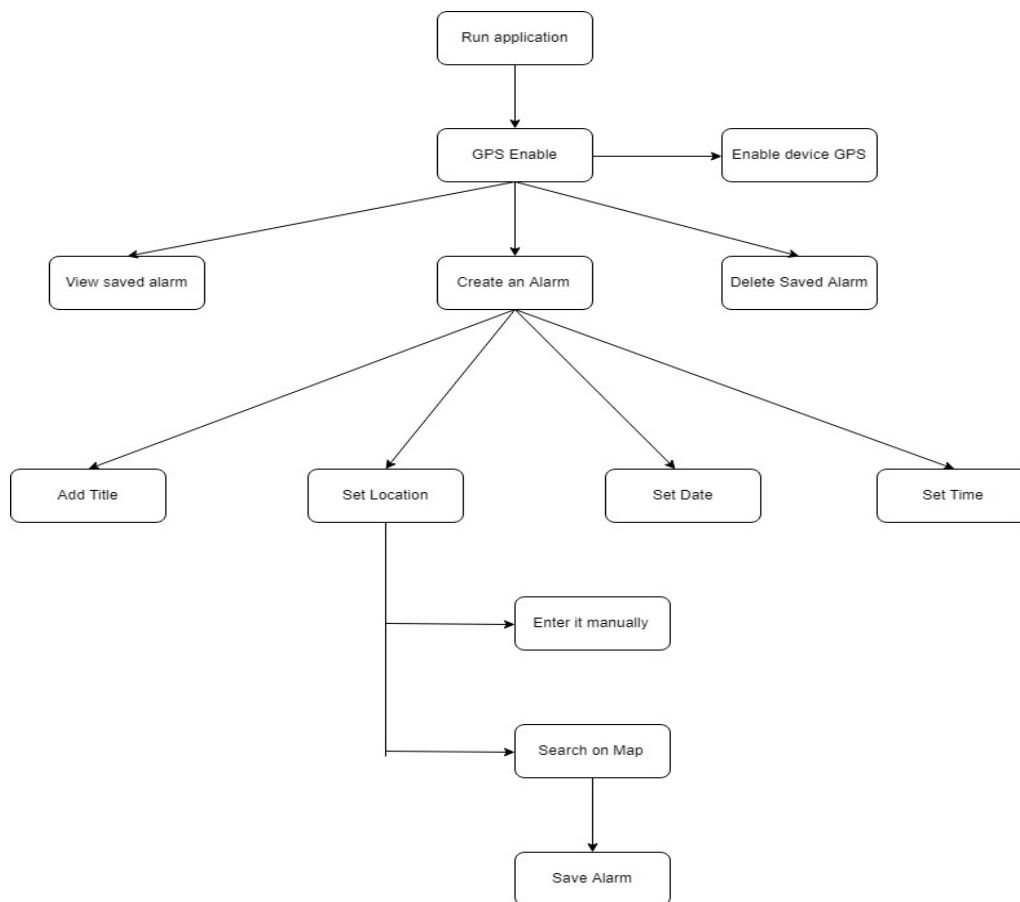 Run application
GPS Enable
Enable device GPS
View saved alarm
Create an Alarm
Delete Saved Alarm
Add Title
Set Location
Set Date
Set Time
Enter it manually
Search on Map
Save Alarm